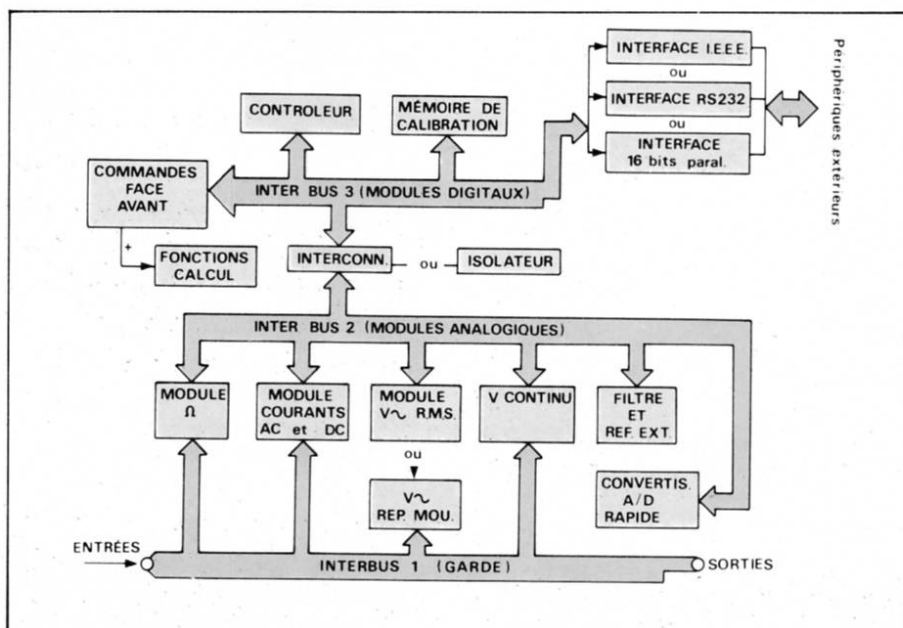 INTERFACE I.E.E.E.
ou
INTERFACE RS232
ou
INTERFACE
16 bits paral.
Périphériques extérieurs
CONTROLEUR
MÉMOIRE DE
CALIBRATION
COMMANDES
FACE
AVANT
INTER BUS 3 (MODULES DIGITAUX)
+
FONCTIONS
CALCUL
INTERCONN.
ou
ISOLATEUR
INTER BUS 2 (MODULES ANALOGIQUES)
MODULE
Ω
MODULE
COURANTS
AC et DC
MODULE
V∿ R.M.S.
ou
V∿
REP. MOU.
V CONTINU
FILTRE
ET
REF. EXT.
CONVERTIS.
A/D
RAPIDE
ENTRÉES
INTERBUS 1 (GARDE)
SORTIES